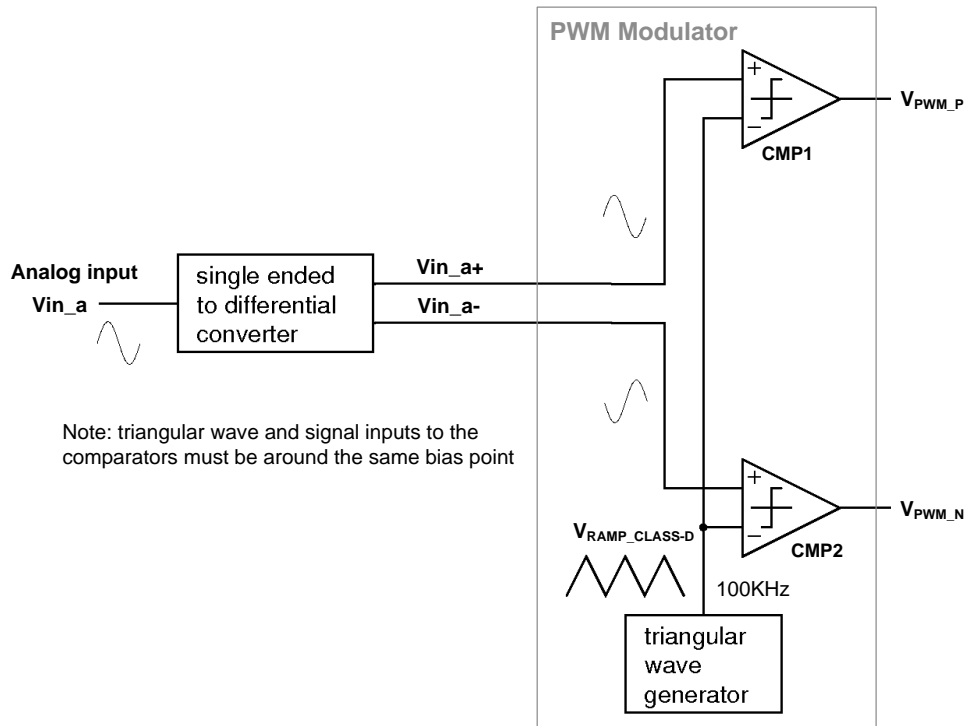 PWM Modulator
+
−
CMP1
V_PWM_P
Analog input
Vin_a
single ended
to differential
converter
Vin_a+
Vin_a-
Note: triangular wave and signal inputs to the
comparators must be around the same bias point
+
−
CMP2
V_PWM_N
V_RAMP_CLASS-D
100KHz
triangular
wave
generator